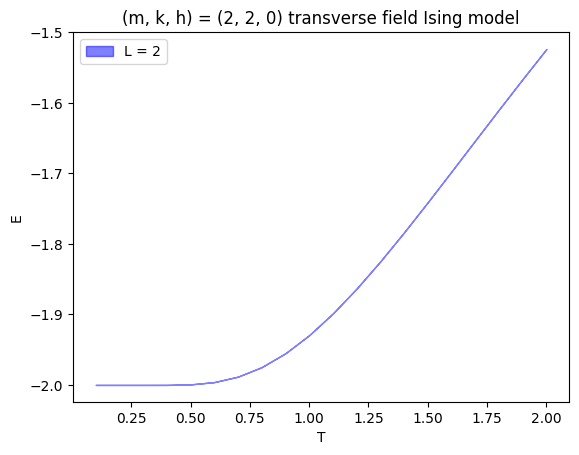 (m, k, h) = (2, 2, 0) transverse field Ising model
L = 2
E
−1.5
−1.6
−1.7
−1.8
−1.9
−2.0
0.25 0.50 0.75 1.00 1.25 1.50 1.75 2.00
T